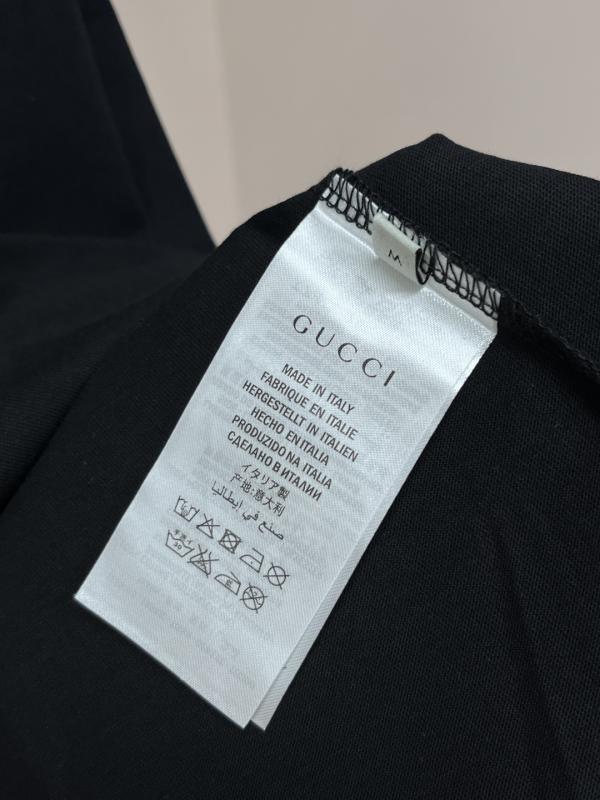 M
GUCCI
MADE IN ITALY
FABRIQUE EN ITALIE
HERGESTELLT IN ITALIEN
HECHO EN ITALIA
PRODUZIDO NA ITALIA
СДЕЛАНО В ИТАЛИИ
イタリア製
产地:意大利
صنع في إيطاليا